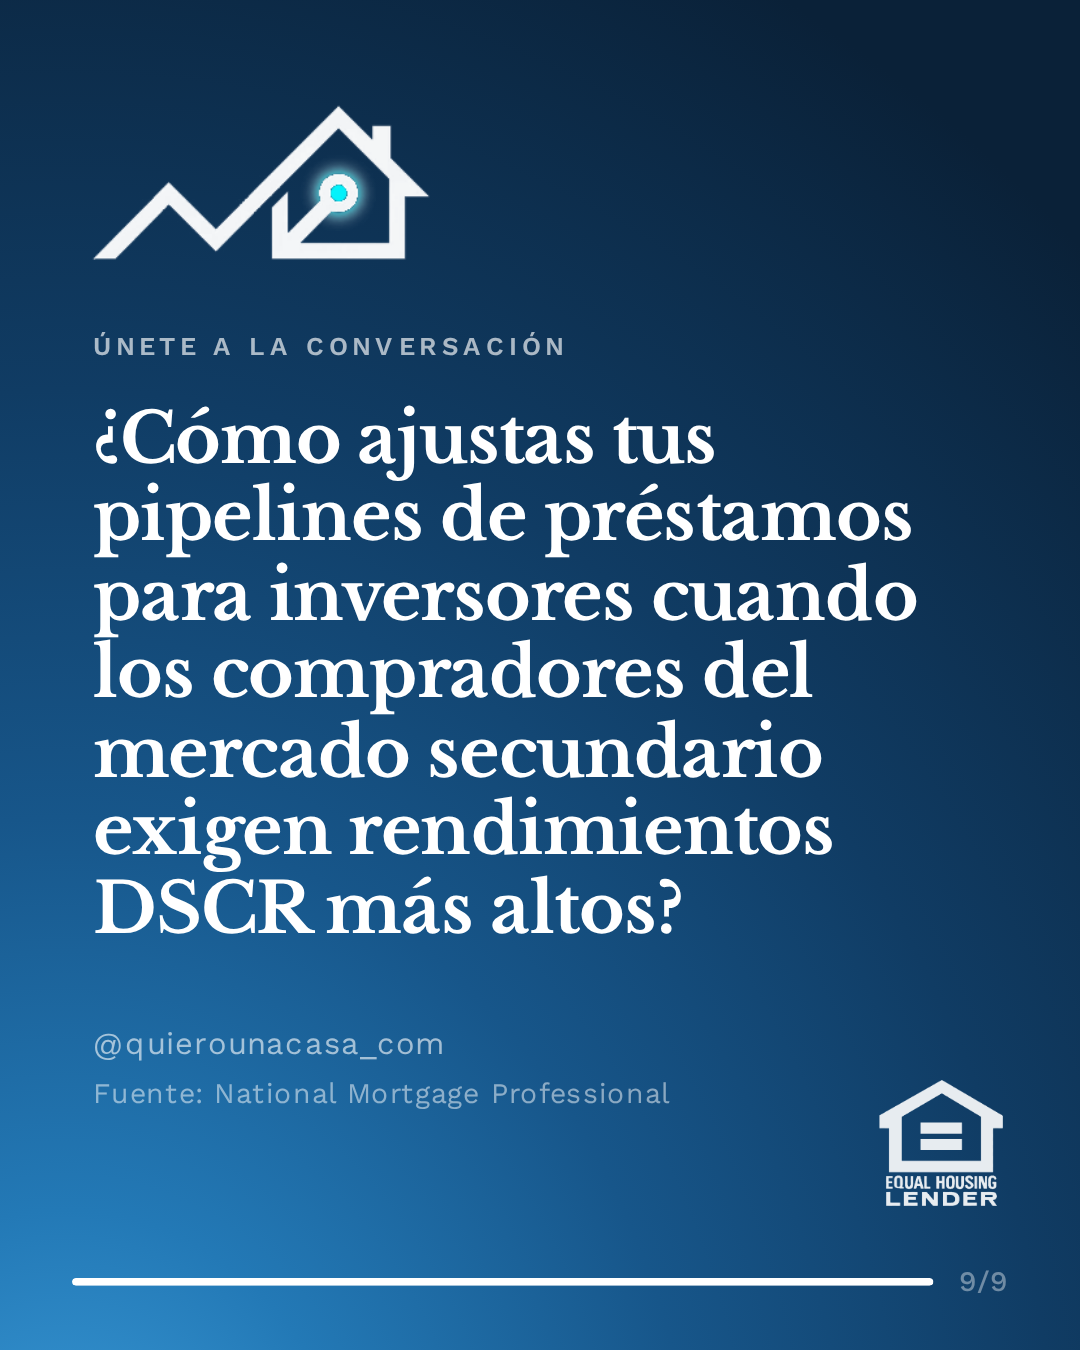 ÚNETE A LA CONVERSACIÓN
¿Cómo ajustas tus
pipelines de préstamos
para inversores cuando
los compradores del
mercado secundario
exigen rendimientos
DSCR más altos?
@quierounacasa_com
Fuente: National Mortgage Professional
EQUAL HOUSING
LENDER
9/9